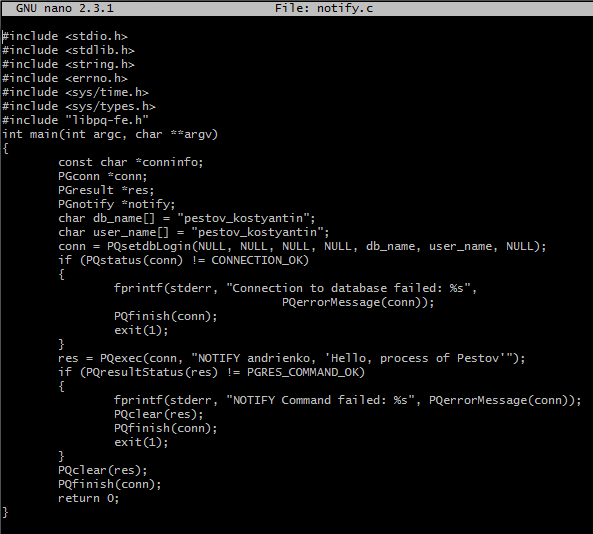 GNU nano 2.3.1 File: notify.c
#include <stdio.h>
#include <stdlib.h>
#include <string.h>
#include <errno.h>
#include <sys/time.h>
#include <sys/types.h>
#include "libpq-fe.h"
int main(int argc, char **argv)
{
        const char *conninfo;
        PGconn *conn;
        PGresult *res;
        PGnotify *notify;
        char db_name[] = "pestov_kostyantin";
        char user_name[] = "pestov_kostyantin";
        conn = PQsetdbLogin(NULL, NULL, NULL, NULL, db_name, user_name, NULL);
        if (PQstatus(conn) != CONNECTION_OK)
        {
                fprintf(stderr, "Connection to database failed: %s",
                                        PQerrorMessage(conn));
                PQfinish(conn);
                exit(1);
        }
        res = PQexec(conn, "NOTIFY andrienko, 'Hello, process of Pestov'");
        if (PQresultStatus(res) != PGRES_COMMAND_OK)
        {
                fprintf(stderr, "NOTIFY Command failed: %s", PQerrorMessage(conn));
                PQclear(res);
                PQfinish(conn);
                exit(1);
        }
        PQclear(res);
        PQfinish(conn);
        return 0;
}